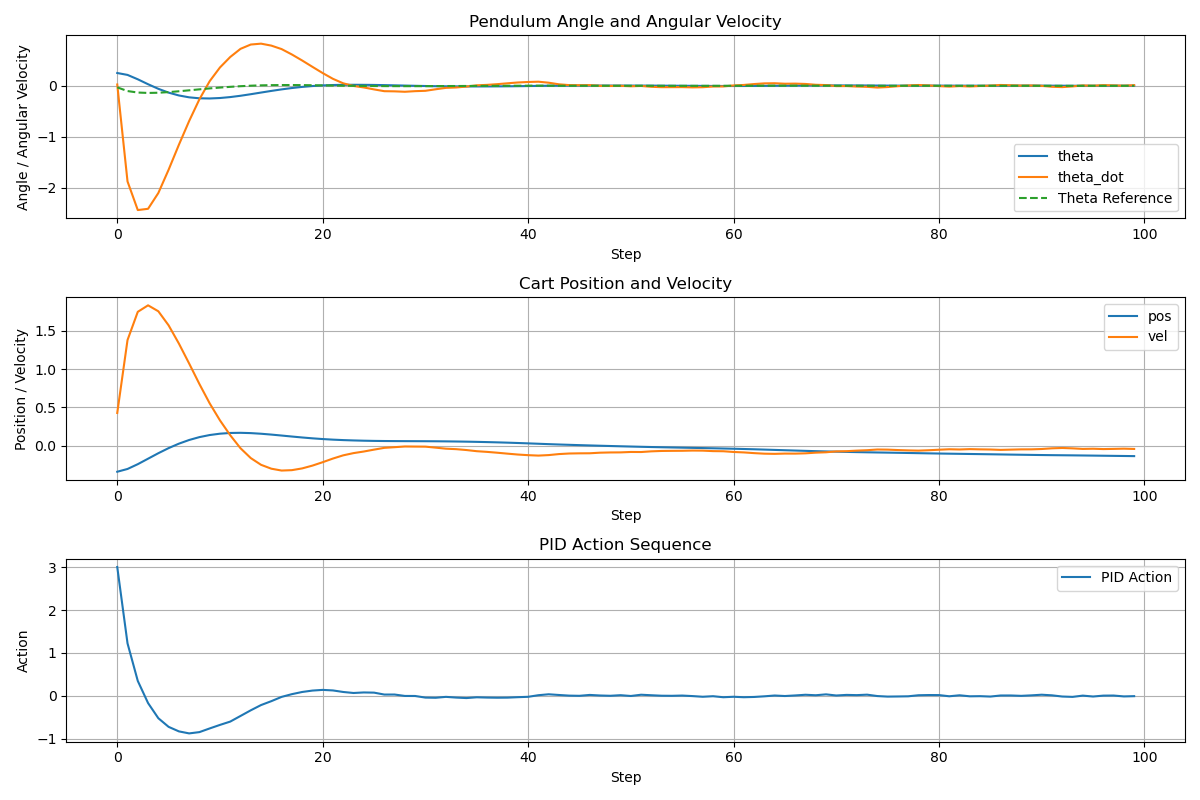 Pendulum Angle and Angular Velocity
Angle / Angular Velocity
0
−1
−2
theta
theta_dot
Theta Reference
0 20 40 60 80 100
Step
Cart Position and Velocity
Position / Velocity
1.5
1.0
0.5
0.0
pos
vel
0 20 40 60 80 100
Step
PID Action Sequence
Action
3
2
1
0
−1
PID Action
0 20 40 60 80 100
Step